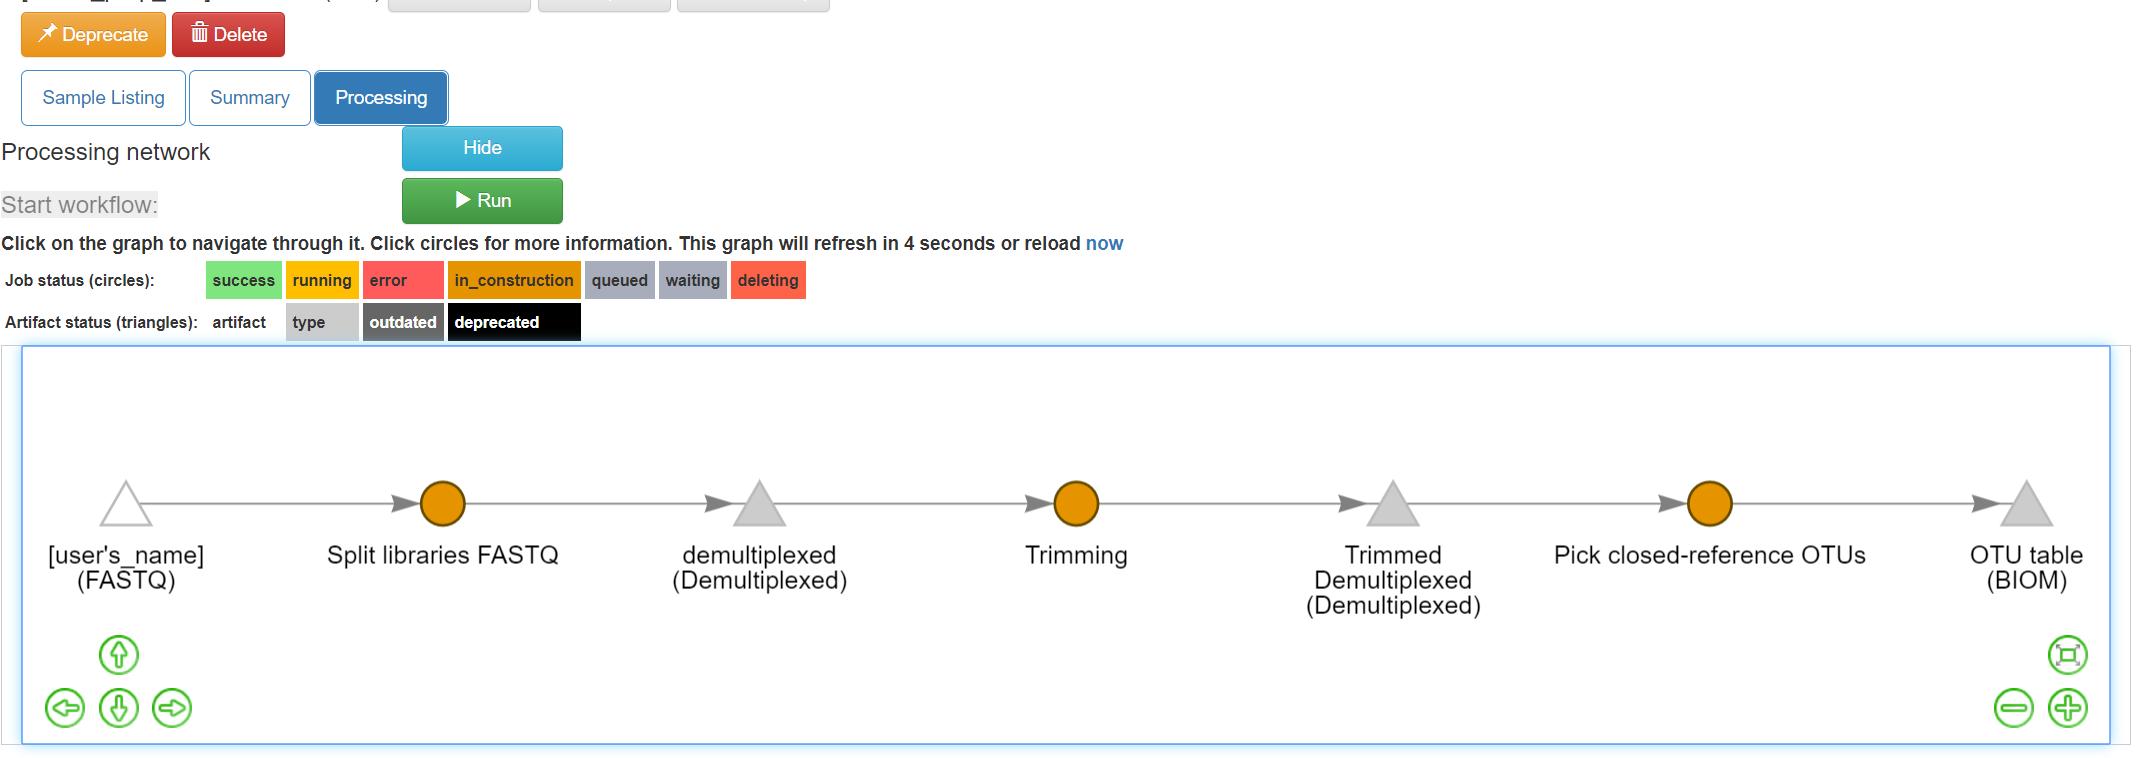 Deprecate Delete
Sample Listing Summary Processing
Processing network Hide
Start workflow: Run
Click on the graph to navigate through it. Click circles for more information. This graph will refresh in 4 seconds or reload now
Job status (circles): success running error in_construction queued waiting deleting
Artifact status (triangles): artifact type outdated deprecated
[user's_name]
(FASTQ)
Split libraries FASTQ
demultiplexed
(Demultiplexed)
Trimming
Trimmed
Demultiplexed
(Demultiplexed)
Pick closed-reference OTUs
OTU table
(BIOM)